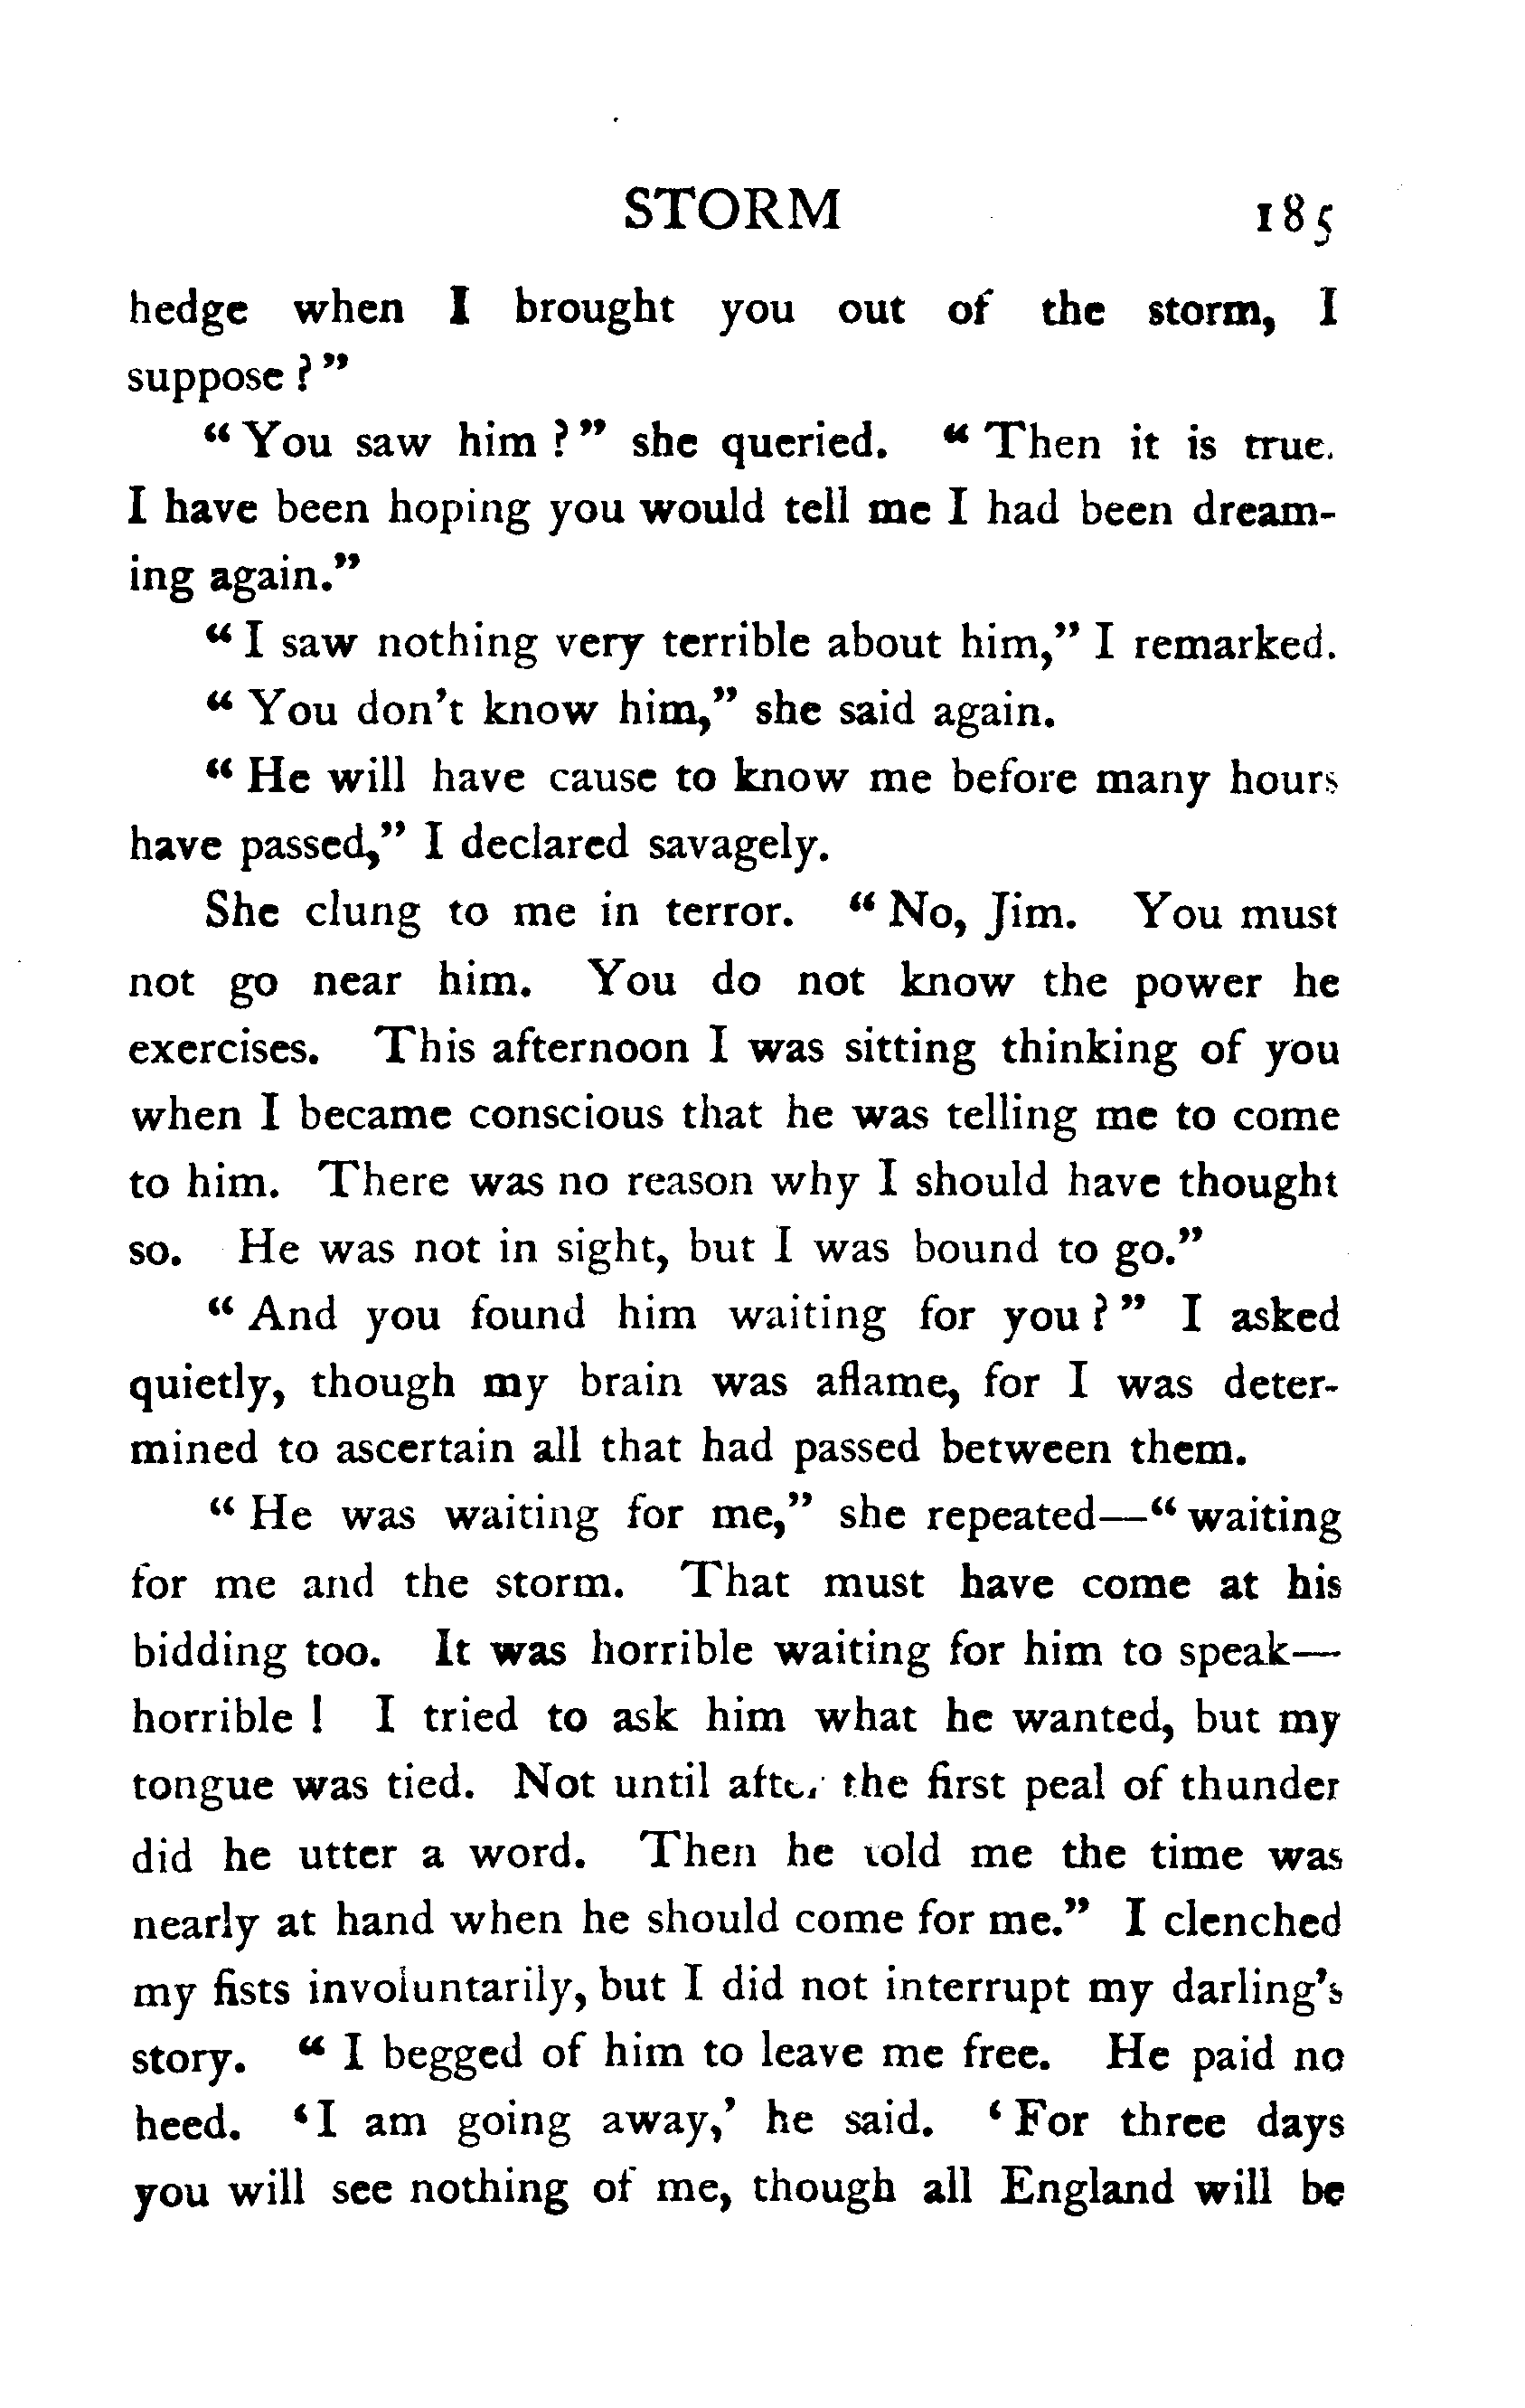 STORM 185
hedge when I brought you out of the storm, I
suppose ? "
" You saw him ? " she queried. " Then it is true.
I have been hoping you would tell me I had been dream-
ing again."
" I saw nothing very terrible about him," I remarked.
" You don't know him," she said again.
" He will have cause to know me before many hours
have passed," I declared savagely.
She clung to me in terror. " No, Jim. You must
not go near him. You do not know the power he
exercises. This afternoon I was sitting thinking of you
when I became conscious that he was telling me to come
to him. There was no reason why I should have thought
so. He was not in sight, but I was bound to go."
" And you found him waiting for you ? " I asked
quietly, though my brain was aflame, for I was deter-
mined to ascertain all that had passed between them.
" He was waiting for me," she repeated—" waiting
for me and the storm. That must have come at his
bidding too. It was horrible waiting for him to speak—
horrible ! I tried to ask him what he wanted, but my
tongue was tied. Not until after the first peal of thunder
did he utter a word. Then he told me the time was
nearly at hand when he should come for me." I clenched
my fists involuntarily, but I did not interrupt my darling's
story. " I begged of him to leave me free. He paid no
heed. ' I am going away,' he said. ' For three days
you will see nothing of me, though all England will be